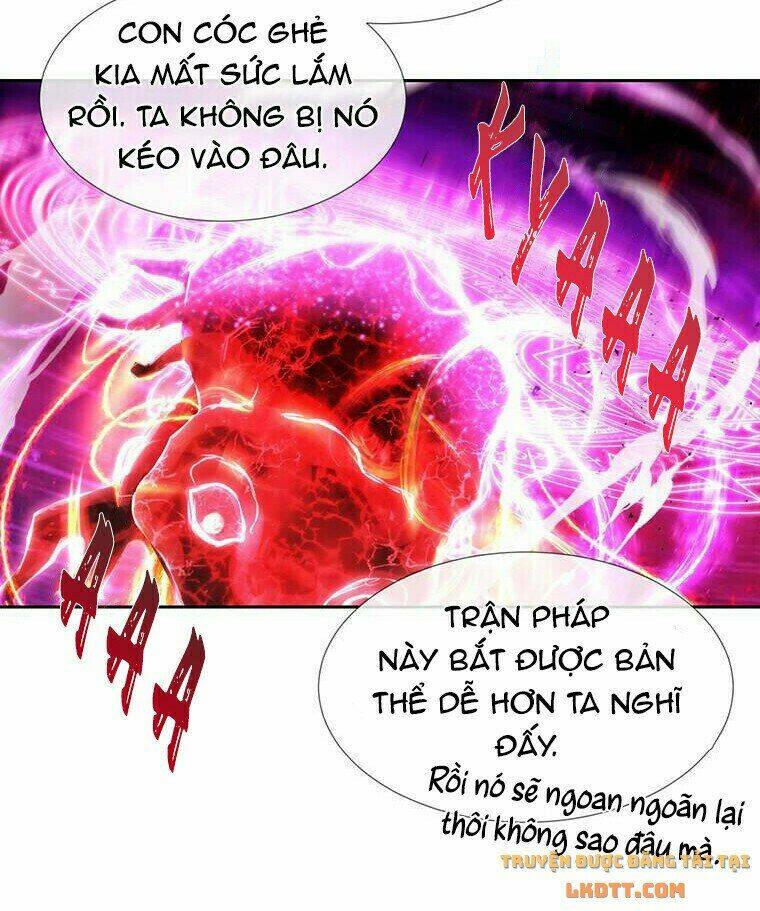 CON CÓC GHẺ
KIA MẤT SỨC LẮM
RỒI. TA KHÔNG BỊ NÓ
KÉO VÀO ĐÂU.
KYAAA
AAA
TRẬN PHÁP
NÀY BẮT ĐƯỢC BẢN
THỂ DỄ HƠN TA NGHĨ
ĐẤY.
Rồi nó sẽ ngoan ngoãn lại
thôi không sao đâu mà.
TRUYỆN ĐƯỢC ĐĂNG TẢI TẠI
LKDTT.COM